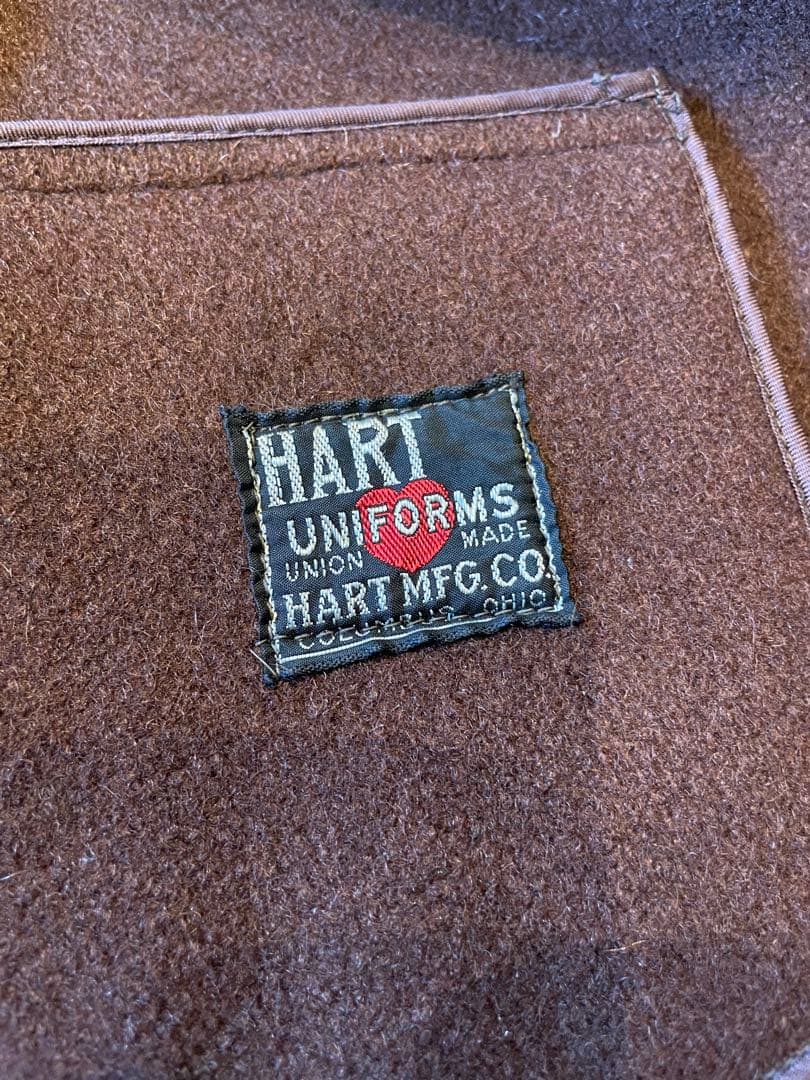 HART
UNIFORMS
UNION MADE
HART MFG. CO.
COLUMBUS, OHIO